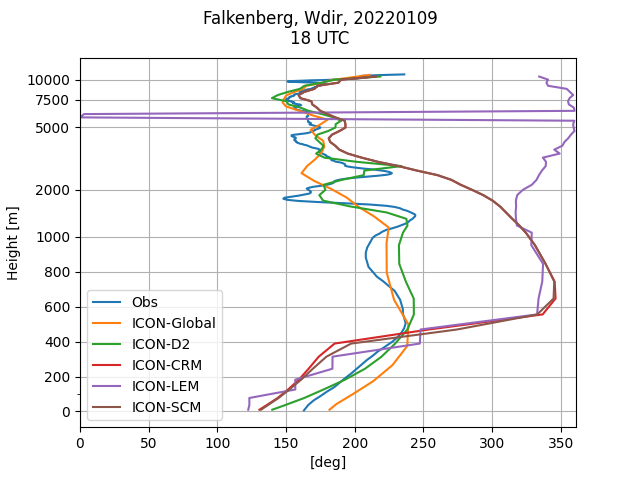 Falkenberg, Wdir, 20220109
18 UTC
10000
7500
5000
2000
1000
800
600
400
200
0
Height [m]
Obs
ICON-Global
ICON-D2
ICON-CRM
ICON-LEM
ICON-SCM
0 50 100 150 200 250 300 350
[deg]